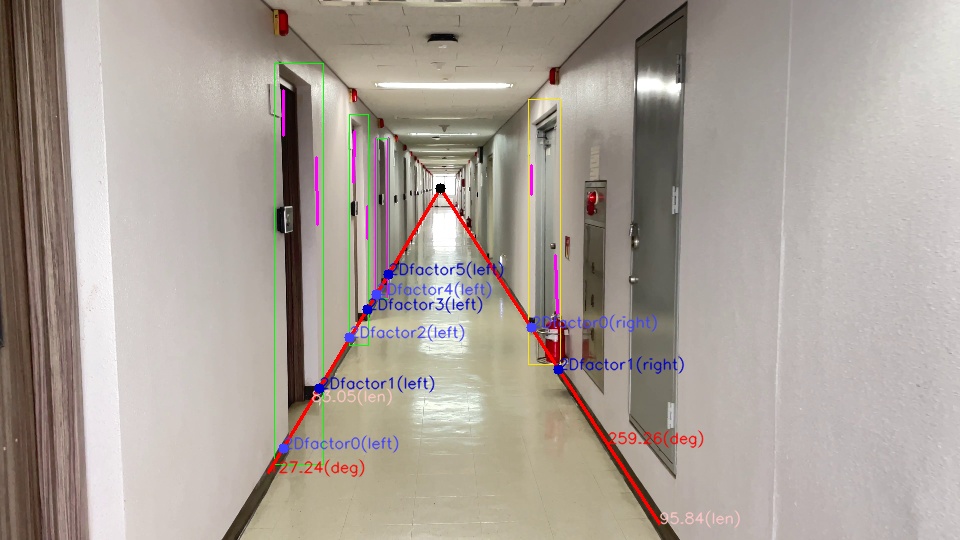 2Dfactor5(left)
2Dfactor4(left)
2Dfactor3(left)
2Dfactor0(right)
2Dfactor2(left)
2Dfactor1(right)
2Dfactor1(left)
83.05(len)
2Dfactor0(left)
259.26(deg)
27.24(deg)
95.84(len)